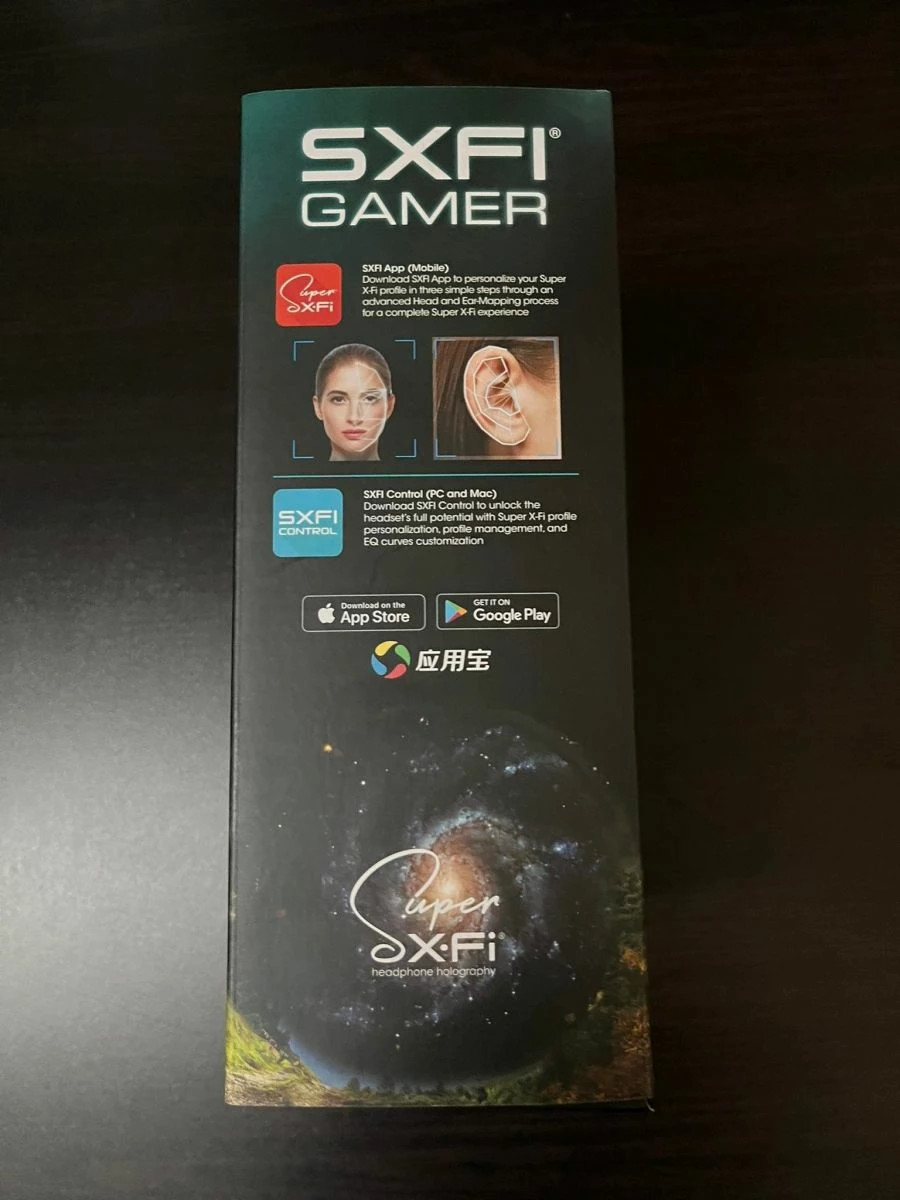 SXFI®
GAMER
Super
X-Fi
SXFI App (Mobile)
Download SXFI App to personalize your Super
X-Fi profile in three simple steps through an
advanced Head and Ear-Mapping process
for a complete Super X-Fi experience
SXFI
CONTROL
SXFI Control (PC and Mac)
Download SXFI Control to unlock the
headset's full potential with Super X-Fi profile
personalization, profile management, and
EQ curves customization
Download on the
App Store
GET IT ON
Google Play
应用宝
Super
X-Fi®
headphone holography